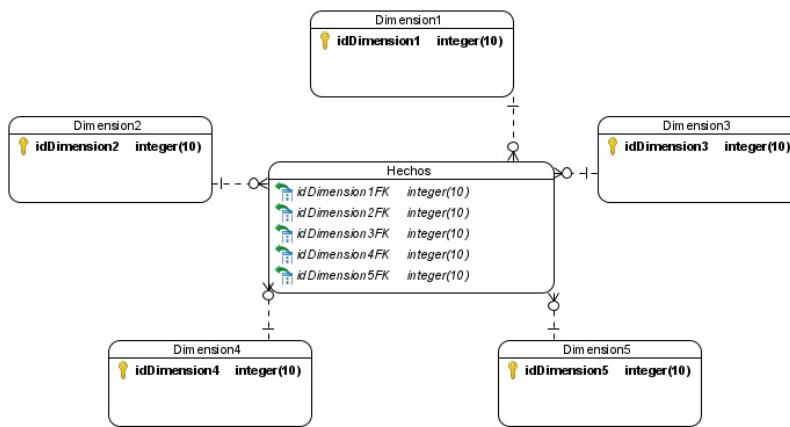 Dimension1
idDimension1 integer(10)
Dimension2
idDimension2 integer(10)
Dimension3
idDimension3 integer(10)
Hechos
idDimension1FK integer(10)
idDimension2FK integer(10)
idDimension3FK integer(10)
idDimension4FK integer(10)
idDimension5FK integer(10)
Dimension4
idDimension4 integer(10)
Dimension5
idDimension5 integer(10)